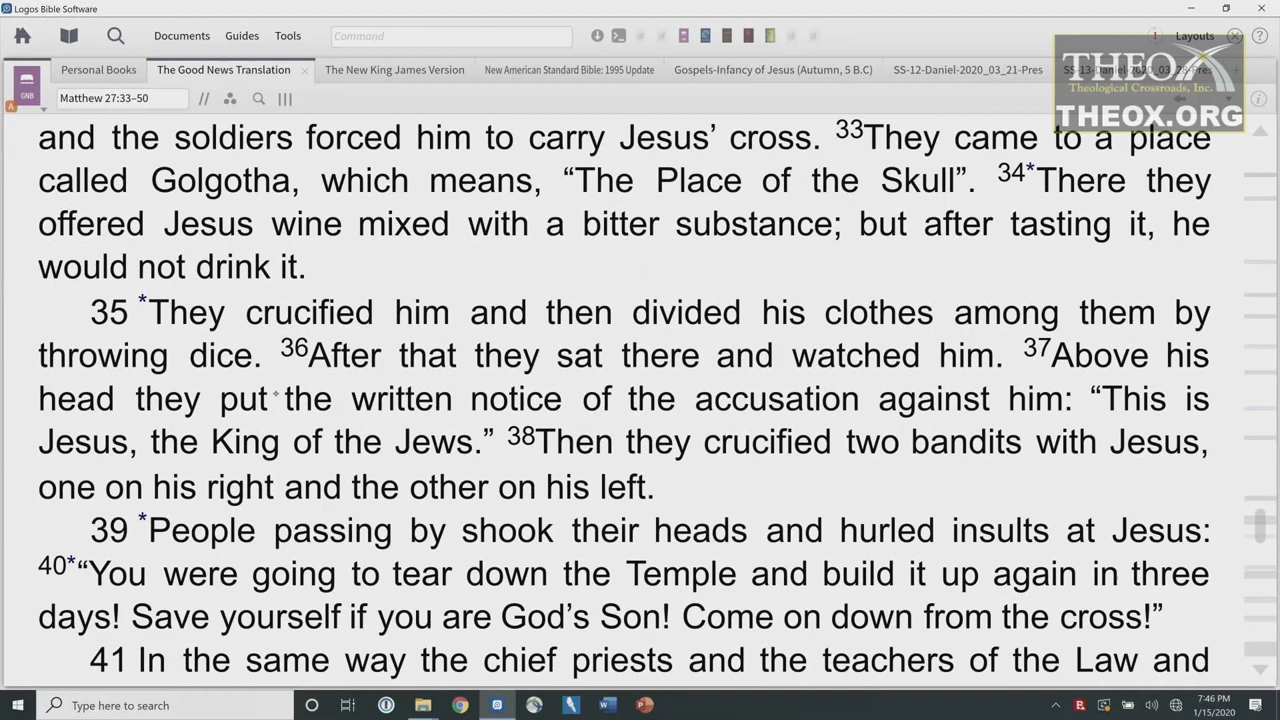 Logos Bible Software
Documents Guides Tools Command Layouts
Personal Books The Good News Translation The New Jerusalem New American Standard Bible: 1995 Update Gospels-Infancy of Jesus (Autumn, 5 B.C) SS-12-Daniel-2020_03_21-Pres SS-13-Daniel-2020_03_28-Pres
GNB
A
Matthew 27:33–50
THEOX
Theological Crossroads, Inc.
THEOX.ORG
and the soldiers forced him to carry Jesus’ cross. 33They came to a place
called Golgotha, which means, “The Place of the Skull”. 34*There they
offered Jesus wine mixed with a bitter substance; but after tasting it, he
would not drink it.
35 *They crucified him and then divided his clothes among them by
throwing dice. 36After that they sat there and watched him. 37Above his
head they put the written notice of the accusation against him: “This is
Jesus, the King of the Jews.” 38Then they crucified two bandits with Jesus,
one on his right and the other on his left.
39 *People passing by shook their heads and hurled insults at Jesus:
40*“You were going to tear down the Temple and build it up again in three
days! Save yourself if you are God’s Son! Come on down from the cross!”
41 In the same way the chief priests and the teachers of the Law and
Type here to search
7:46 PM
1/15/2020